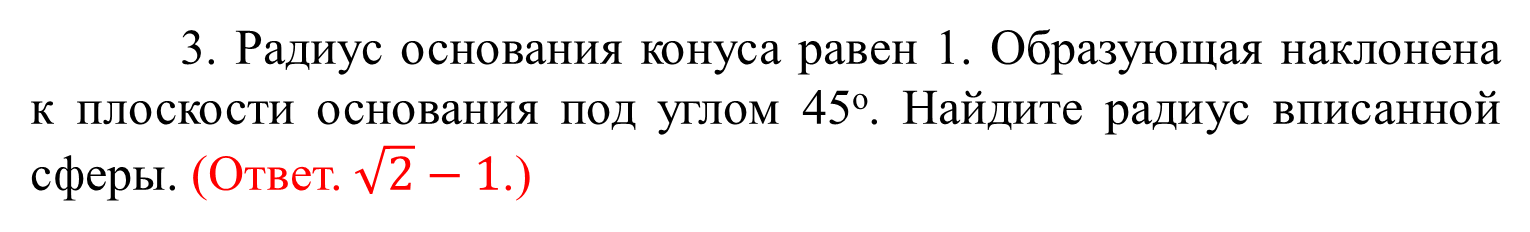 3. Радиус основания конуса равен 1. Образующая наклонена
к плоскости основания под углом 45º. Найдите радиус вписанной
сферы. (Ответ. √2 − 1.)